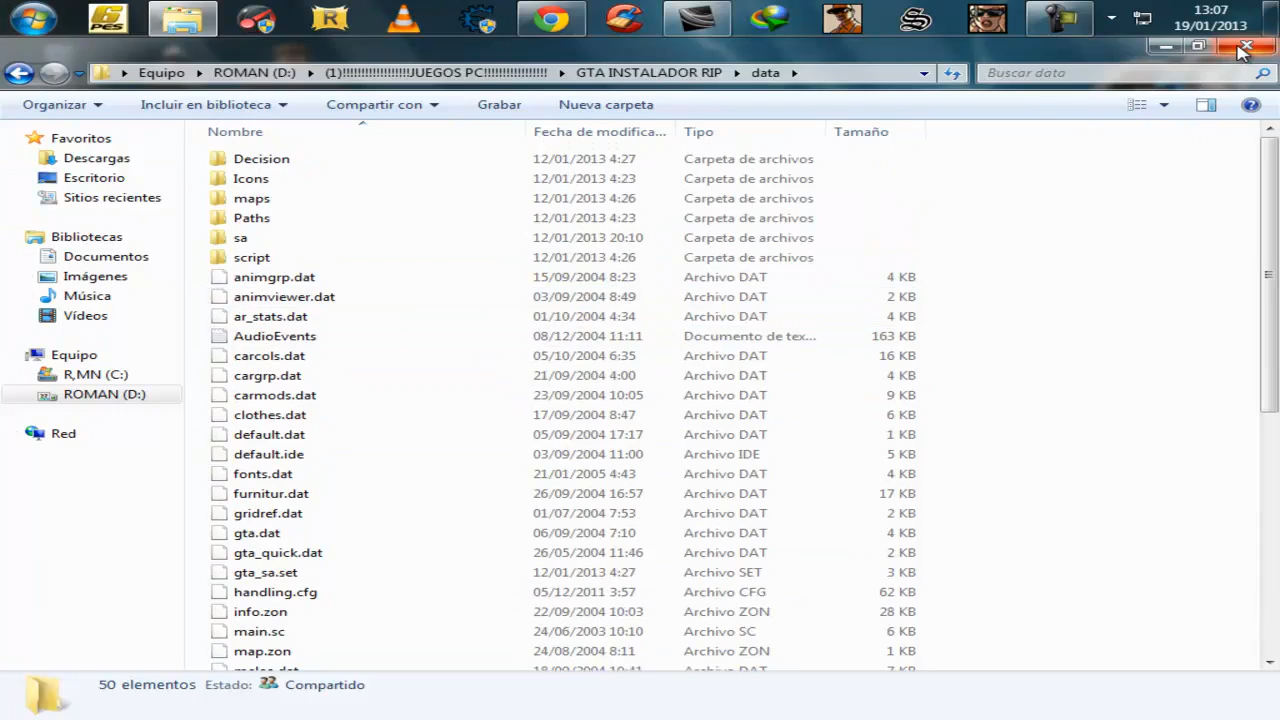 6
PES
R
13:07
19/01/2013
Equipo ROMAN (D:) (1)!!!!!!!!!!!!!!!!!!JUEGOS PC!!!!!!!!!!!!!!!! GTA INSTALADOR RIP data
Buscar data
Organizar Incluir en biblioteca Compartir con Grabar Nueva carpeta
Nombre Fecha de modifica... Tipo Tamaño
Favoritos
Descargas
Escritorio
Sitios recientes
Bibliotecas
Documentos
Imágenes
Música
Vídeos
Equipo
R,MN (C:)
ROMAN (D:)
Red
Decision 12/01/2013 4:27 Carpeta de archivos
Icons 12/01/2013 4:23 Carpeta de archivos
maps 12/01/2013 4:26 Carpeta de archivos
Paths 12/01/2013 4:23 Carpeta de archivos
sa 12/01/2013 20:10 Carpeta de archivos
script 12/01/2013 4:26 Carpeta de archivos
animgrp.dat 15/09/2004 8:23 Archivo DAT 4 KB
animviewer.dat 03/09/2004 8:49 Archivo DAT 2 KB
ar_stats.dat 01/10/2004 4:34 Archivo DAT 4 KB
AudioEvents 08/12/2004 11:11 Documento de tex... 163 KB
carcols.dat 05/10/2004 6:35 Archivo DAT 16 KB
cargrp.dat 21/09/2004 4:00 Archivo DAT 4 KB
carmods.dat 23/09/2004 10:05 Archivo DAT 9 KB
clothes.dat 17/09/2004 8:47 Archivo DAT 6 KB
default.dat 05/09/2004 17:17 Archivo DAT 1 KB
default.ide 03/09/2004 11:00 Archivo IDE 5 KB
fonts.dat 21/01/2005 4:43 Archivo DAT 4 KB
furnitur.dat 26/09/2004 16:57 Archivo DAT 17 KB
gridref.dat 01/07/2004 7:53 Archivo DAT 2 KB
gta.dat 06/09/2004 7:10 Archivo DAT 4 KB
gta_quick.dat 26/05/2004 11:46 Archivo DAT 2 KB
gta_sa.set 12/01/2013 4:27 Archivo SET 3 KB
handling.cfg 05/12/2011 3:57 Archivo CFG 62 KB
info.zon 22/09/2004 10:03 Archivo ZON 28 KB
main.sc 24/06/2003 10:10 Archivo SC 6 KB
map.zon 24/08/2004 8:11 Archivo ZON 1 KB
Archivo DAT
50 elementos Estado: Compartido